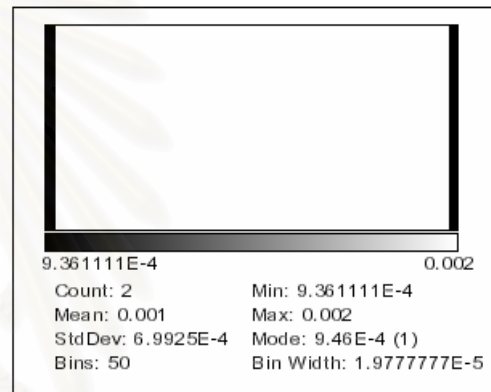 9.361111E-4 0.002
Count: 2 Min: 9.361111E-4
Mean: 0.001 Max: 0.002
StdDev: 6.9925E-4 Mode: 9.46E-4 (1)
Bins: 50 Bin Width: 1.9777777E-5